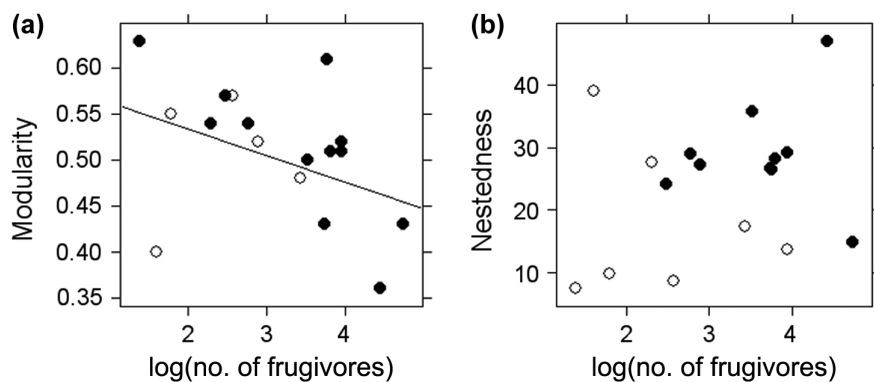 (a)
Modularity
0.60
0.55
0.50
0.45
0.40
0.35
2 3 4
log(no. of frugivores)
(b)
Nestedness
40
30
20
10
2 3 4
log(no. of frugivores)